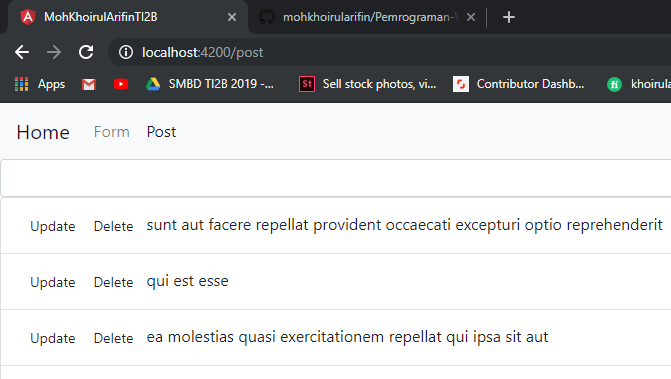 MohKhoirulArifinTI2B
mohkhoirularifin/Pemrograman-
localhost:4200/post
Apps
SMBD TI2B 2019 -...
St
Sell stock photos, vi...
Contributor Dashb...
fi
khoirula
Home Form Post
Update Delete sunt aut facere repellat provident occaecati excepturi optio reprehenderit
Update Delete qui est esse
Update Delete ea molestias quasi exercitationem repellat qui ipsa sit aut